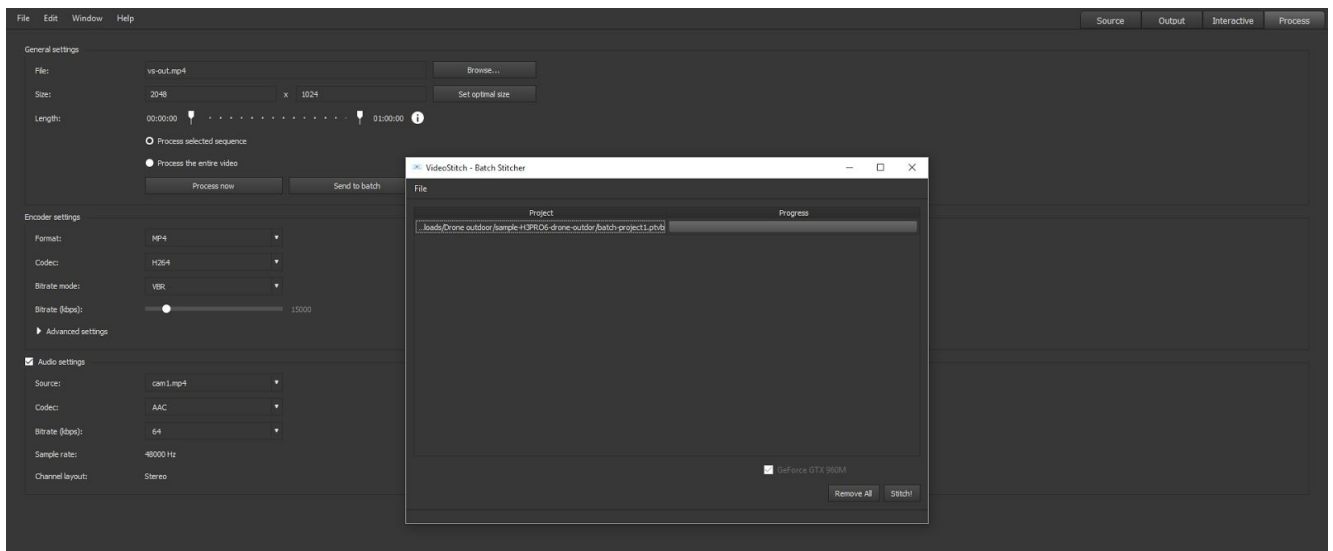 File Edit Window Help
Source Output Interactive Process
General settings
File: vs-out.mp4 Browse...
Size: 2048 x 1024 Set optimal size
Length: 00:00:00 01:00:00
Process selected sequence
Process the entire video
Process now Send to batch
Encoder settings
Format: MP4
Codec: H264
Bitrate mode: VBR
Bitrate (kbps): 15000
Advanced settings
Audio settings
Source: cam1.mp4
Codec: AAC
Bitrate (kbps): 64
Sample rate: 48000 Hz
Channel layout: Stereo
VideoStitch - Batch Stitcher
File
Project Progress
...loads/Drone outdoor/sample-H3PRO6-drone-outdor/batch-project1.ptvb
GeForce GTX 960M
Remove All Stitch!